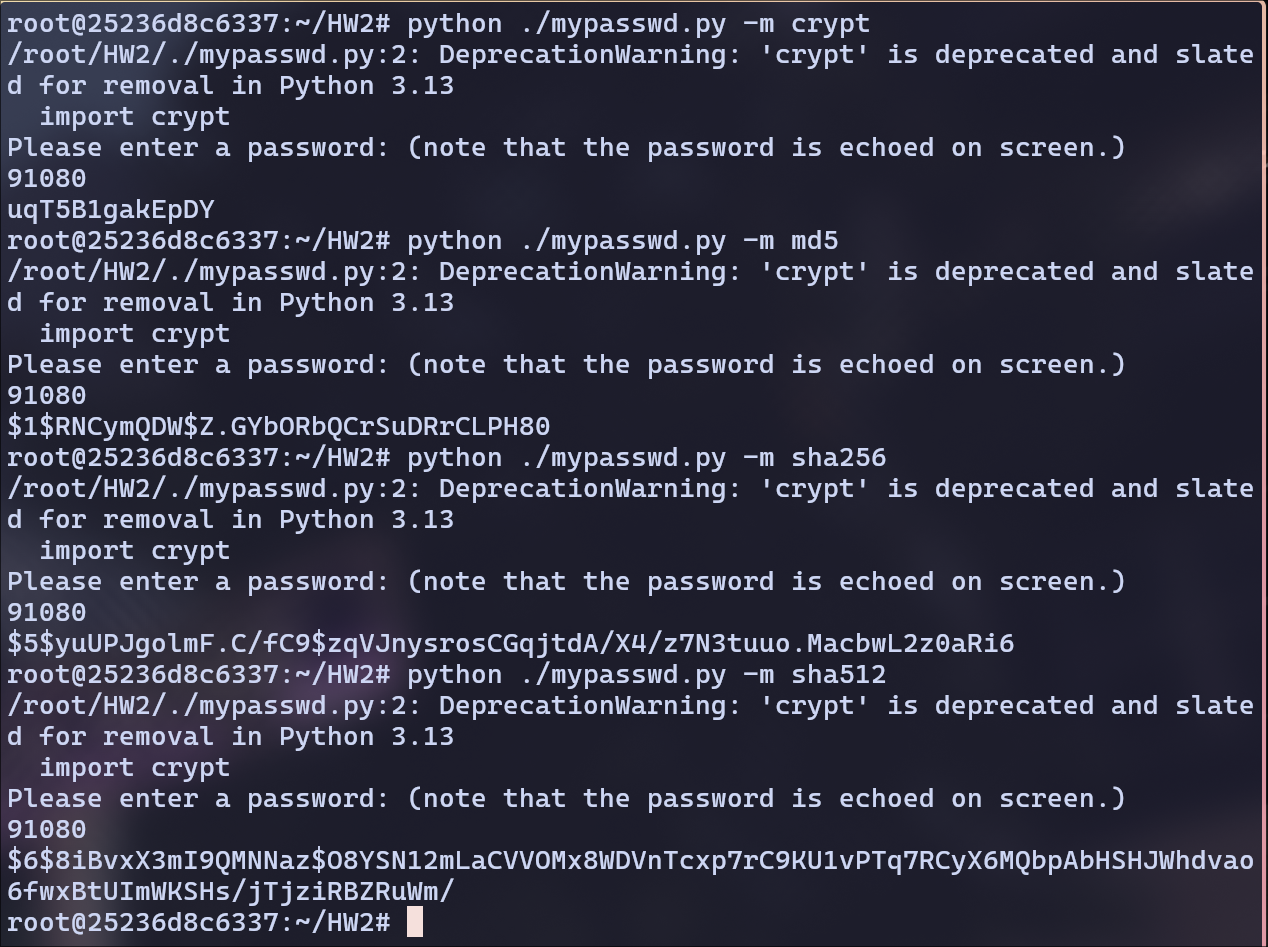 root@25236d8c6337:~/HW2# python ./mypasswd.py -m crypt
/root/HW2/./mypasswd.py:2: DeprecationWarning: 'crypt' is deprecated and slate
d for removal in Python 3.13
  import crypt
Please enter a password: (note that the password is echoed on screen.)
91080
uqT5B1gakEpDY
root@25236d8c6337:~/HW2# python ./mypasswd.py -m md5
/root/HW2/./mypasswd.py:2: DeprecationWarning: 'crypt' is deprecated and slate
d for removal in Python 3.13
  import crypt
Please enter a password: (note that the password is echoed on screen.)
91080
$1$RNCymQDW$Z.GYbORbQCrSuDRrCLPH80
root@25236d8c6337:~/HW2# python ./mypasswd.py -m sha256
/root/HW2/./mypasswd.py:2: DeprecationWarning: 'crypt' is deprecated and slate
d for removal in Python 3.13
  import crypt
Please enter a password: (note that the password is echoed on screen.)
91080
$5$yuUPJgolmF.C/fC9$zqVJnysrosCGqjtdA/X4/z7N3tuuo.MacbwL2z0aRi6
root@25236d8c6337:~/HW2# python ./mypasswd.py -m sha512
/root/HW2/./mypasswd.py:2: DeprecationWarning: 'crypt' is deprecated and slate
d for removal in Python 3.13
  import crypt
Please enter a password: (note that the password is echoed on screen.)
91080
$6$8iBvxX3mI9QMNNaz$O8YSN12mLaCVVOMx8WDVnTcxp7rC9KU1vPTq7RCyX6MQbpAbHSHJWhdvao
6fwxBtUImWKSHs/jTjziRBZRuWm/
root@25236d8c6337:~/HW2#